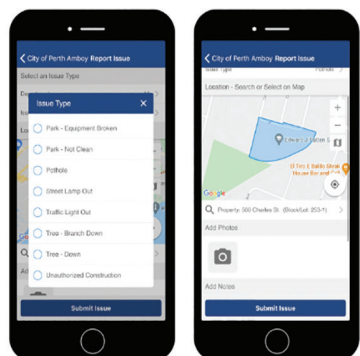 City of Perth Amboy Report Issue
Select an Issue Type
Issue Type
X
Park - Equipment Broken
Park - Not Clean
Pothole
Street Lamp Out
Traffic Light Out
Tree - Branch Down
Tree - Down
Unauthorized Construction
Submit Issue
City of Perth Amboy Report Issue
Issue Type
Pothole
Location - Search or Select on Map
+
−
Google
Property: 500 Charles St. (Block/Lot: 253-1)
Add Photos
Add Notes
Submit Issue